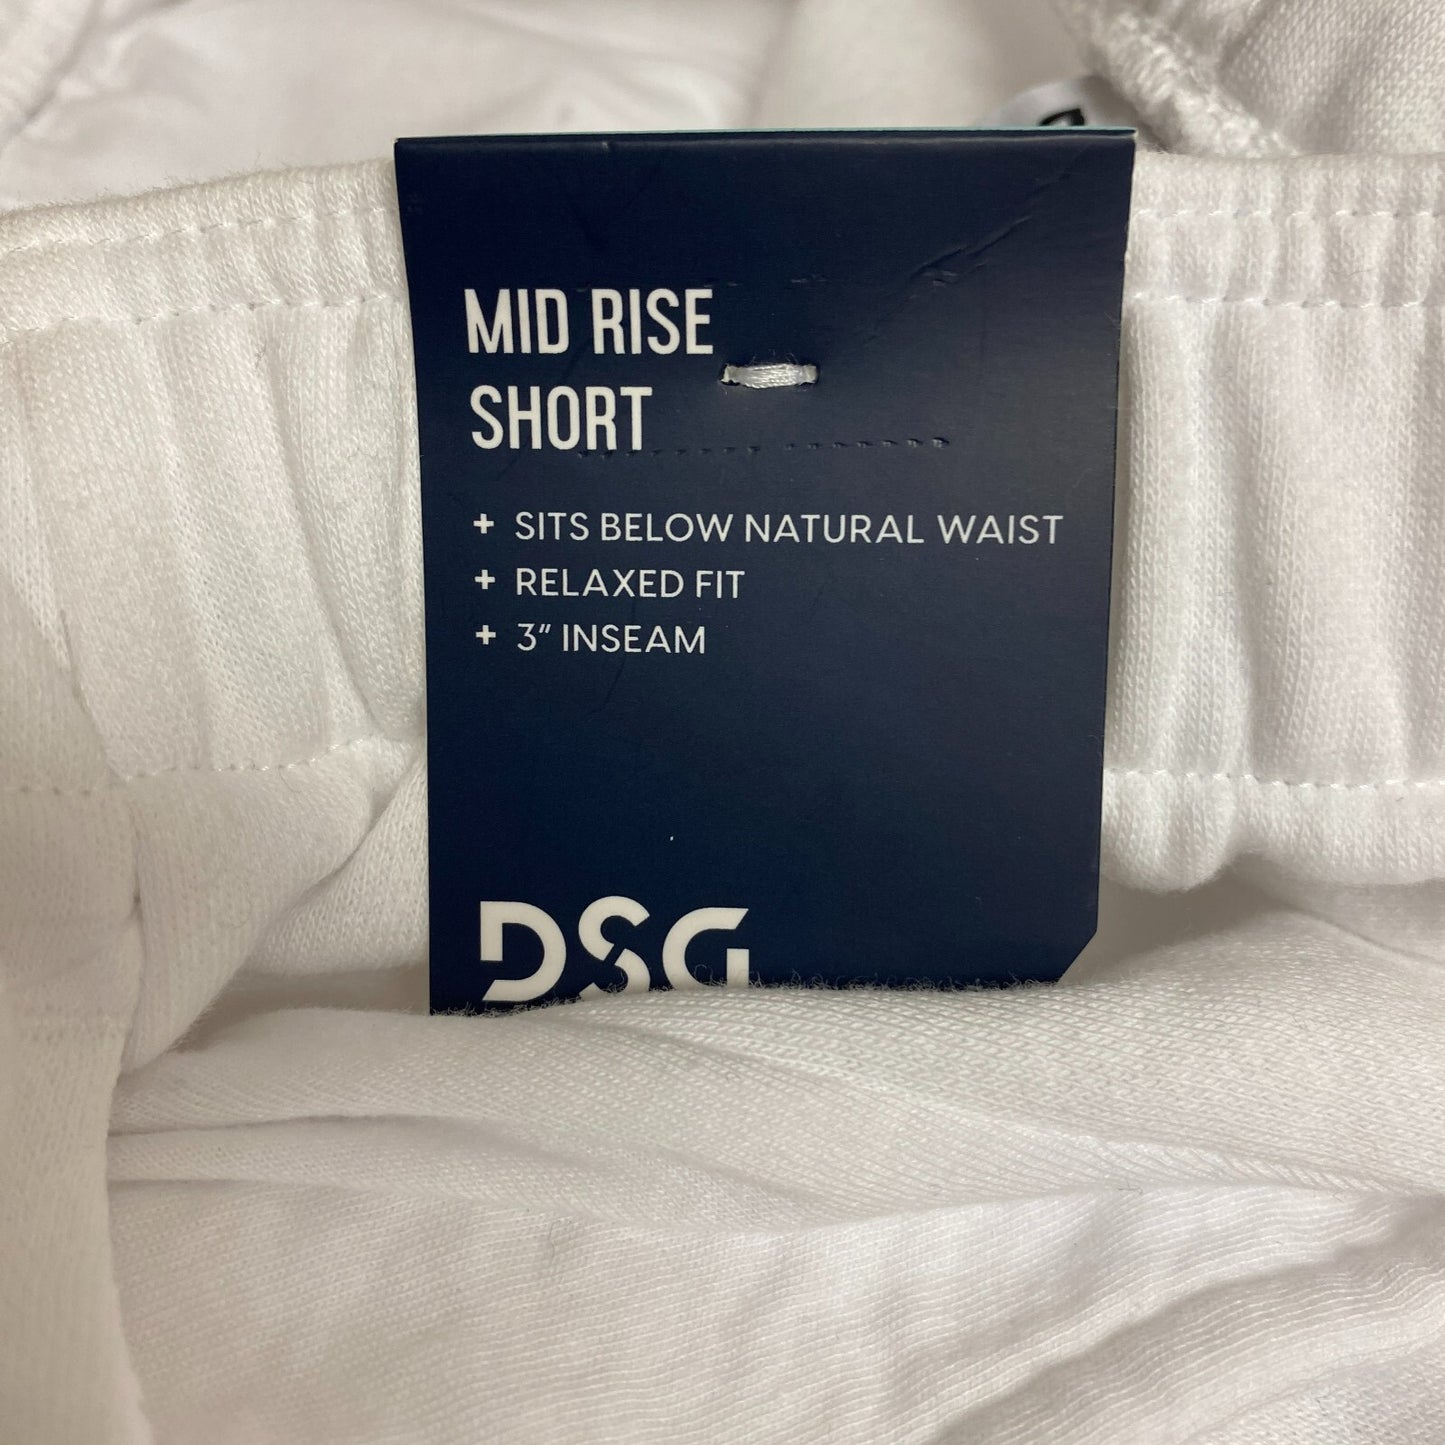 MID RISE
SHORT
+ SITS BELOW NATURAL WAIST
+ RELAXED FIT
+ 3" INSEAM
DSG